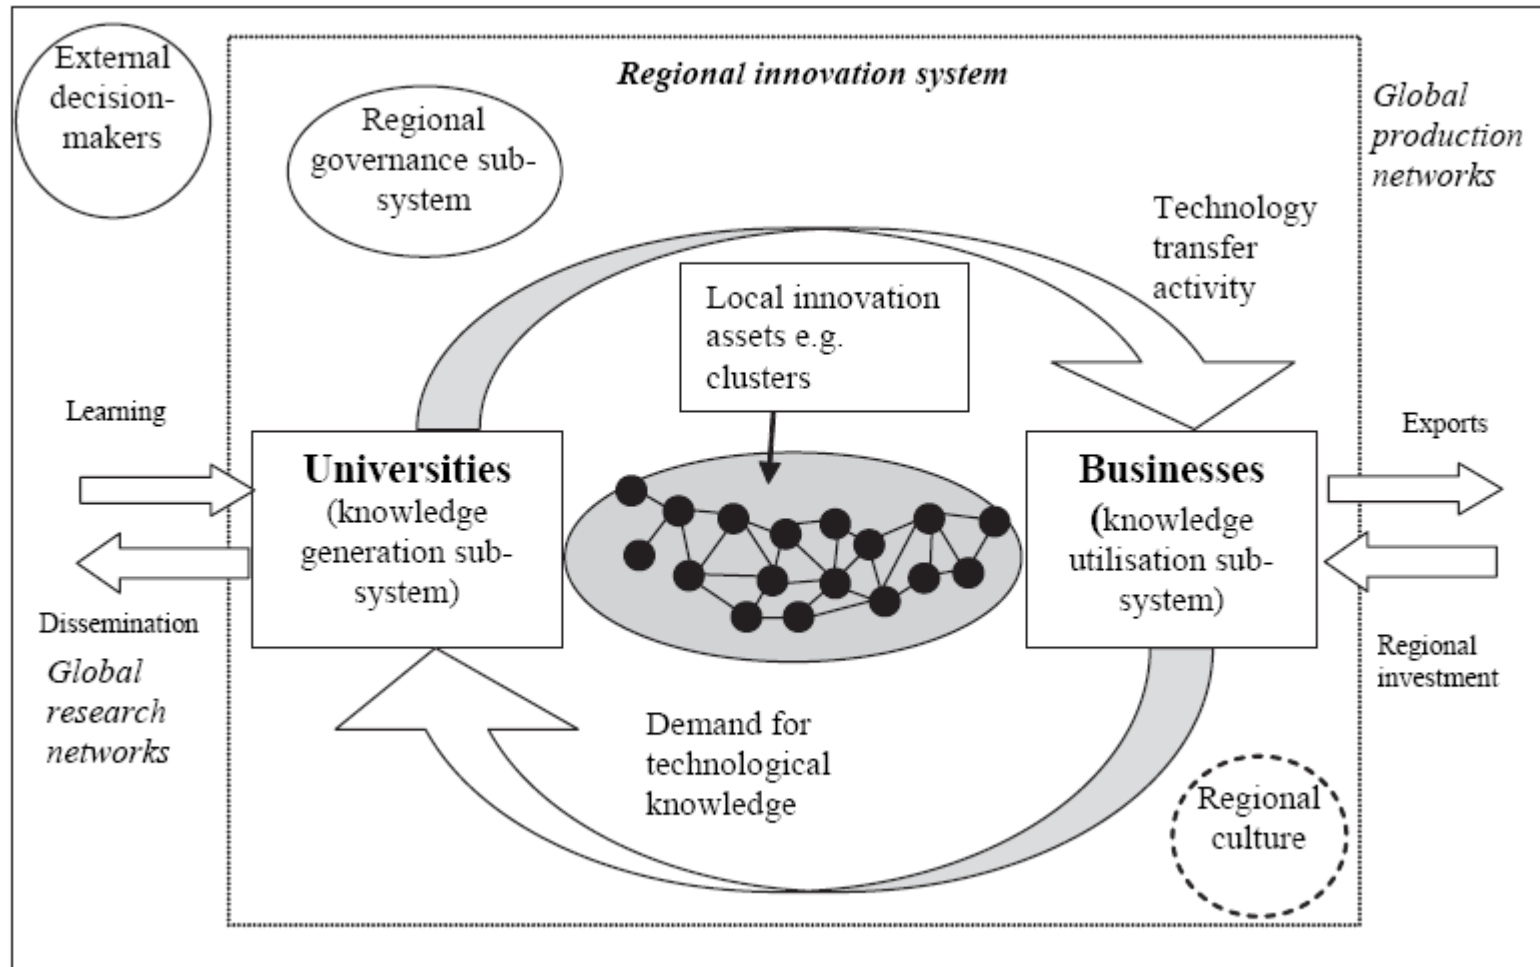 External
decision-
makers
Regional innovation system
Regional
governance sub-
system
Global
production
networks
Technology
transfer
activity
Local innovation
assets e.g.
clusters
Learning
Universities
(knowledge
generation sub-
system)
Businesses
(knowledge
utilisation sub-
system)
Exports
Dissemination
Global
research
networks
Regional
investment
Demand for
technological
knowledge
Regional
culture